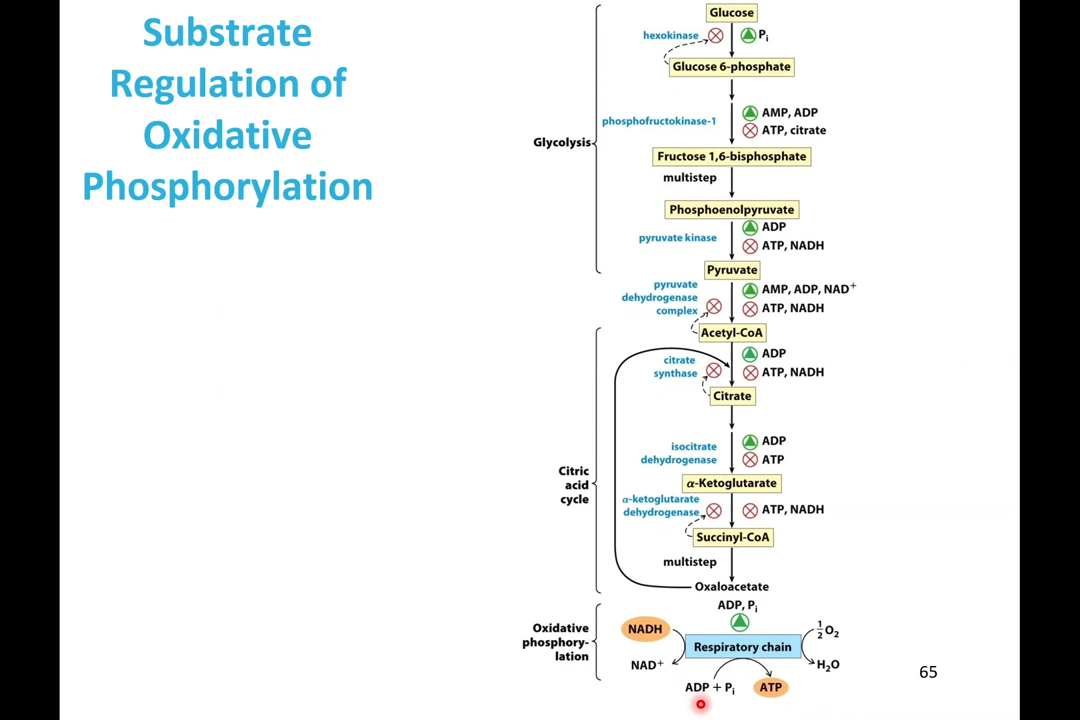 Substrate
Regulation of
Oxidative
Phosphorylation
Glucose
hexokinase
Pi
Glucose 6-phosphate
phosphofructokinase-1
AMP, ADP
ATP, citrate
Glycolysis
Fructose 1,6-bisphosphate
multistep
Phosphoenolpyruvate
pyruvate kinase
ADP
ATP, NADH
Pyruvate
pyruvate
dehydrogenase
complex
AMP, ADP, NAD+
ATP, NADH
Acetyl-CoA
citrate
synthase
ADP
ATP, NADH
Citrate
isocitrate
dehydrogenase
ADP
ATP
Citric
acid
cycle
α-Ketoglutarate
α-ketoglutarate
dehydrogenase
ATP, NADH
Succinyl-CoA
multistep
Oxaloacetate
ADP, Pi
Oxidative
phosphory-
lation
NADH
1/2 O2
Respiratory chain
NAD+
H2O
ADP + Pi
ATP
65